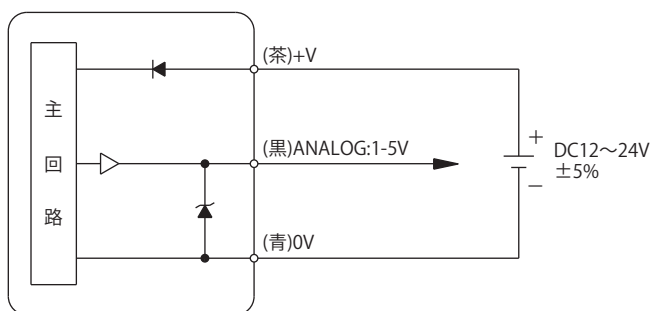 (茶)+V
主回路
(黒)ANALOG:1-5V
+
DC12～24V
±5%
−
(青)0V